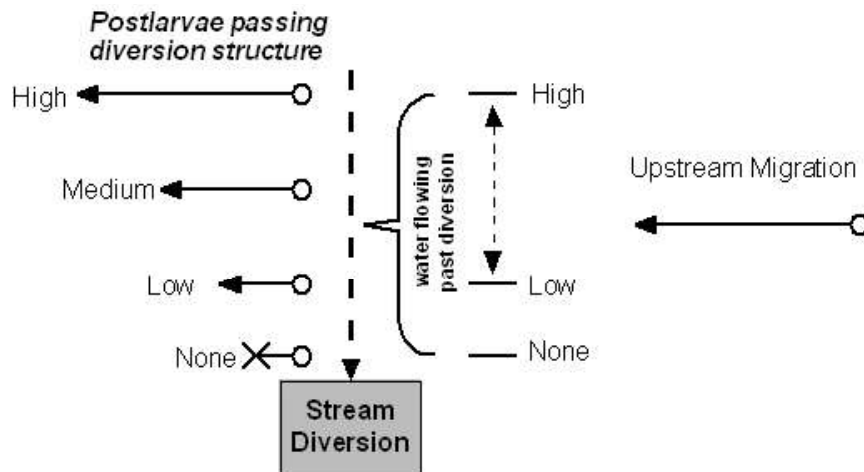 Postlarvae passing
diversion structure
High
Medium
Low
None
water flowing
past diversion
High
Low
None
Upstream Migration
Stream
Diversion